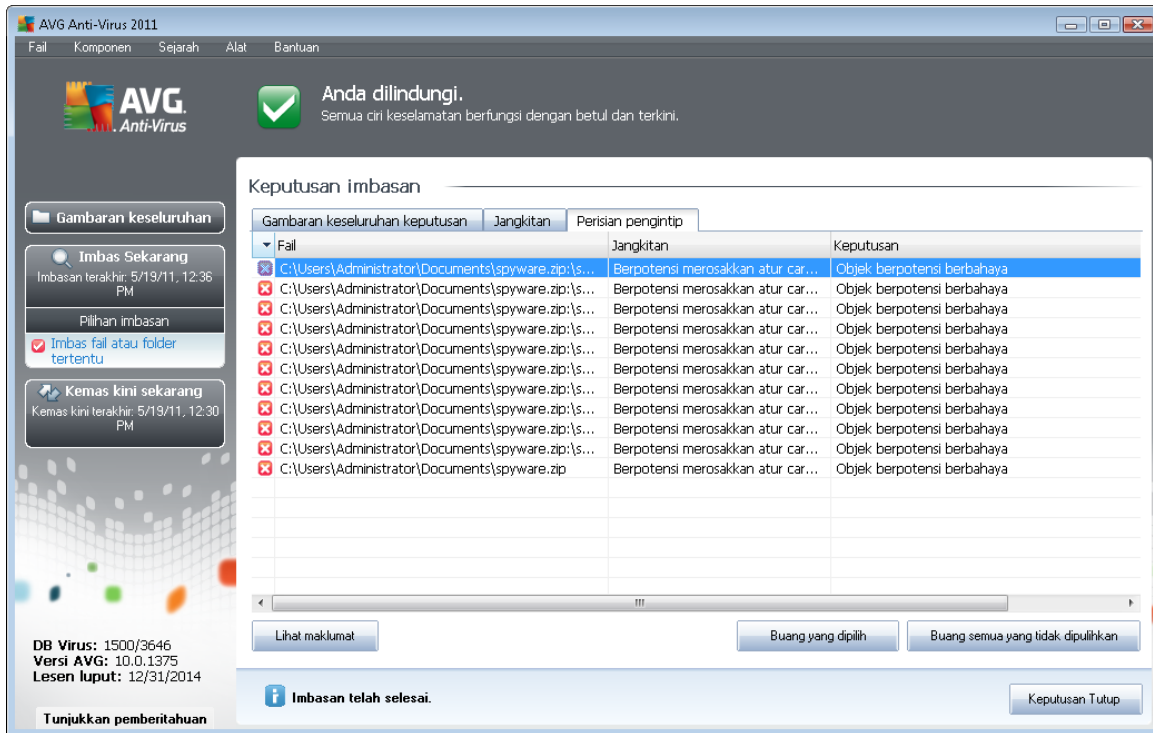 AVG Anti-Virus 2011
Fail Komponen Sejarah Alat Bantuan
AVG.
Anti-Virus
Anda dilindungi.
Semua ciri keselamatan berfungsi dengan betul dan terkini.
Gambaran keseluruhan
Imbas Sekarang
Imbasan terakhir: 5/19/11, 12:36
PM
Pilihan imbasan
Imbas fail atau folder
tertentu
Kemas kini sekarang
Kemas kini terakhir: 5/19/11, 12:30
PM
DB Virus: 1500/3646
Versi AVG: 10.0.1375
Lesen luput: 12/31/2014
Tunjukkan pemberitahuan
Keputusan imbasan
Gambaran keseluruhan keputusan Jangkitan Perisian pengintip
Fail Jangkitan Keputusan
C:\Users\Administrator\Documents\spyware.zip:\s... Berpotensi merosakkan atur car... Objek berpotensi berbahaya
C:\Users\Administrator\Documents\spyware.zip:\s... Berpotensi merosakkan atur car... Objek berpotensi berbahaya
C:\Users\Administrator\Documents\spyware.zip:\s... Berpotensi merosakkan atur car... Objek berpotensi berbahaya
C:\Users\Administrator\Documents\spyware.zip:\s... Berpotensi merosakkan atur car... Objek berpotensi berbahaya
C:\Users\Administrator\Documents\spyware.zip:\s... Berpotensi merosakkan atur car... Objek berpotensi berbahaya
C:\Users\Administrator\Documents\spyware.zip:\s... Berpotensi merosakkan atur car... Objek berpotensi berbahaya
C:\Users\Administrator\Documents\spyware.zip:\s... Berpotensi merosakkan atur car... Objek berpotensi berbahaya
C:\Users\Administrator\Documents\spyware.zip:\s... Berpotensi merosakkan atur car... Objek berpotensi berbahaya
C:\Users\Administrator\Documents\spyware.zip:\s... Berpotensi merosakkan atur car... Objek berpotensi berbahaya
C:\Users\Administrator\Documents\spyware.zip:\s... Berpotensi merosakkan atur car... Objek berpotensi berbahaya
C:\Users\Administrator\Documents\spyware.zip Berpotensi merosakkan atur car... Objek berpotensi berbahaya
Lihat maklumat Buang yang dipilih Buang semua yang tidak dipulihkan
Imbasan telah selesai.
Keputusan Tutup